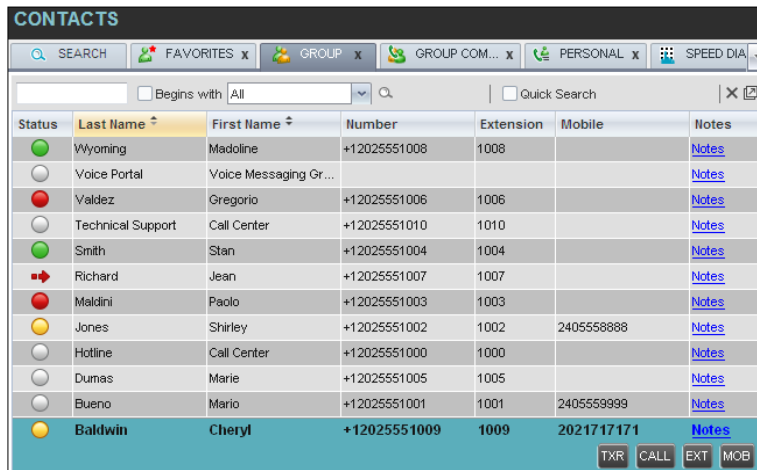 CONTACTS
SEARCH FAVORITES x GROUP x GROUP COM... x PERSONAL x SPEED DIA
Begins with All Quick Search
Status Last Name First Name Number Extension Mobile Notes
Wyoming Madoline +12025551008 1008 Notes
Voice Portal Voice Messaging Gr... Notes
Valdez Gregorio +12025551006 1006 Notes
Technical Support Call Center +12025551010 1010 Notes
Smith Stan +12025551004 1004 Notes
Richard Jean +12025551007 1007 Notes
Maldini Paolo +12025551003 1003 Notes
Jones Shirley +12025551002 1002 2405558888 Notes
Hotline Call Center +12025551000 1000 Notes
Dumas Marie +12025551005 1005 Notes
Bueno Mario +12025551001 1001 2405559999 Notes
Baldwin Cheryl +12025551009 1009 2021717171 Notes
TXR CALL EXT MOB